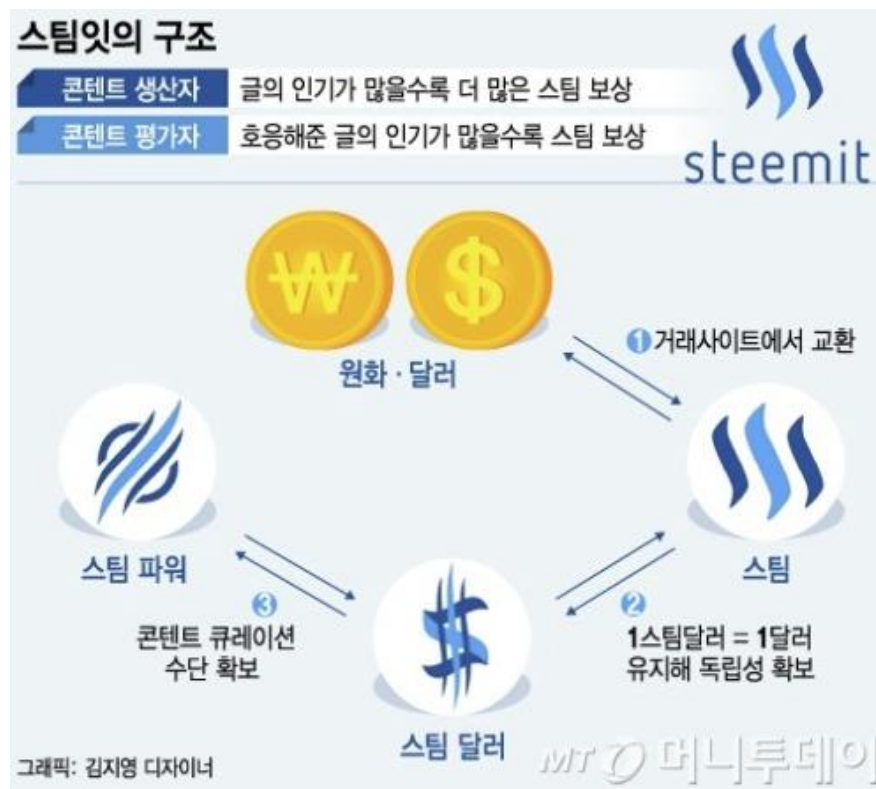 스팀잇의 구조
콘텐트 생산자 글의 인기가 많을수록 더 많은 스팀 보상
콘텐트 평가자 호응해준 글의 인기가 많을수록 스팀 보상
steemit
₩ $
원화 · 달러
1 거래사이트에서 교환
스팀 파워
스팀
3
콘텐트 큐레이션
수단 확보
2
1스팀달러 = 1달러
유지해 독립성 확보
스팀 달러
그래픽: 김지영 디자이너
MT 머니투데이